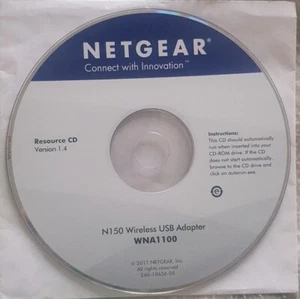 NETGEAR®
Connect with Innovation™
Resource CD
Version 1.4
Instructions:
This CD should automatically
run when inserted into your
CD-ROM drive. If the CD
does not start automatically,
browse to the CD drive and
click on autorun.exe.
N150 Wireless USB Adapter
WNA1100
© 2011 NETGEAR, Inc.
All rights reserved